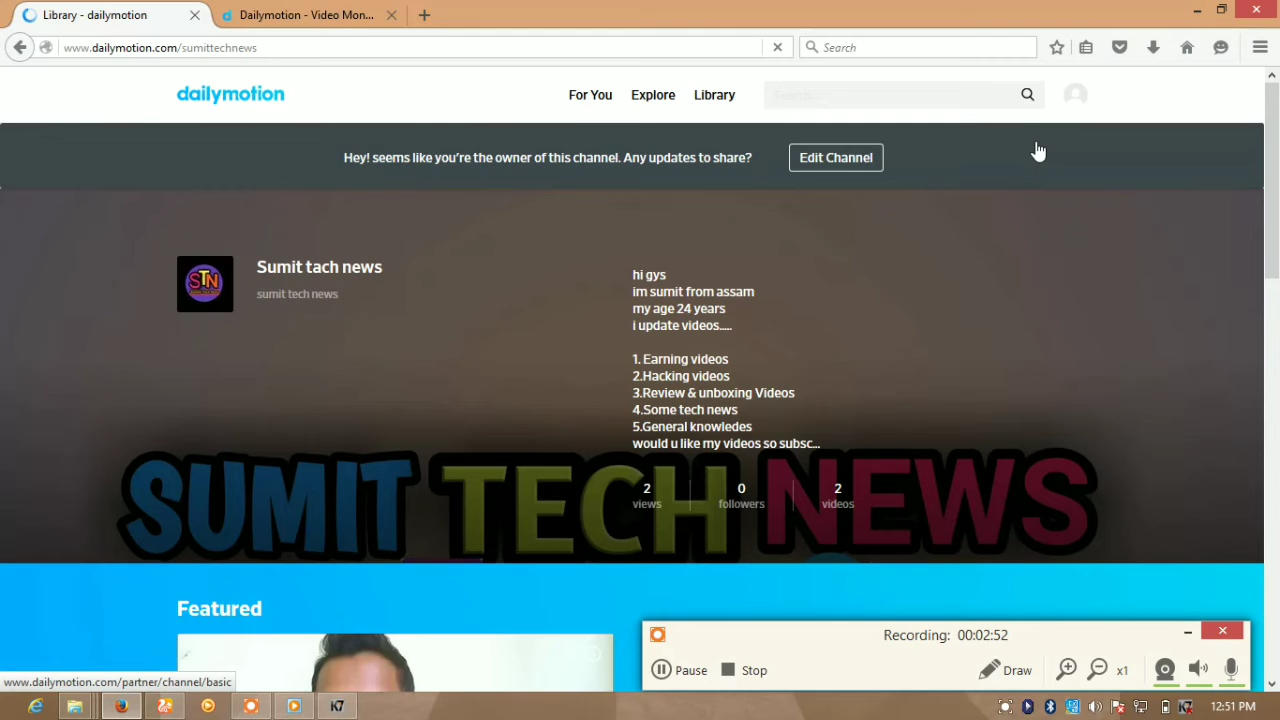 Library - dailymotion
Dailymotion - Video Mon...
www.dailymotion.com/sumittechnews
Search
dailymotion
For You
Explore
Library
Search...
Hey! seems like you're the owner of this channel. Any updates to share?
Edit Channel
STN
Sumit tach news
sumit tech news
hi gys
im sumit from assam
my age 24 years
i update videos.....
1. Earning videos
2.Hacking videos
3.Review & unboxing Videos
4.Some tech news
5.General knowledes
would u like my videos so subsc...
SUMIT TECH NEWS
2
views
0
followers
2
videos
Featured
Recording: 00:02:52
Pause
Stop
Draw
x1
www.dailymotion.com/partner/channel/basic
K7
12:51 PM